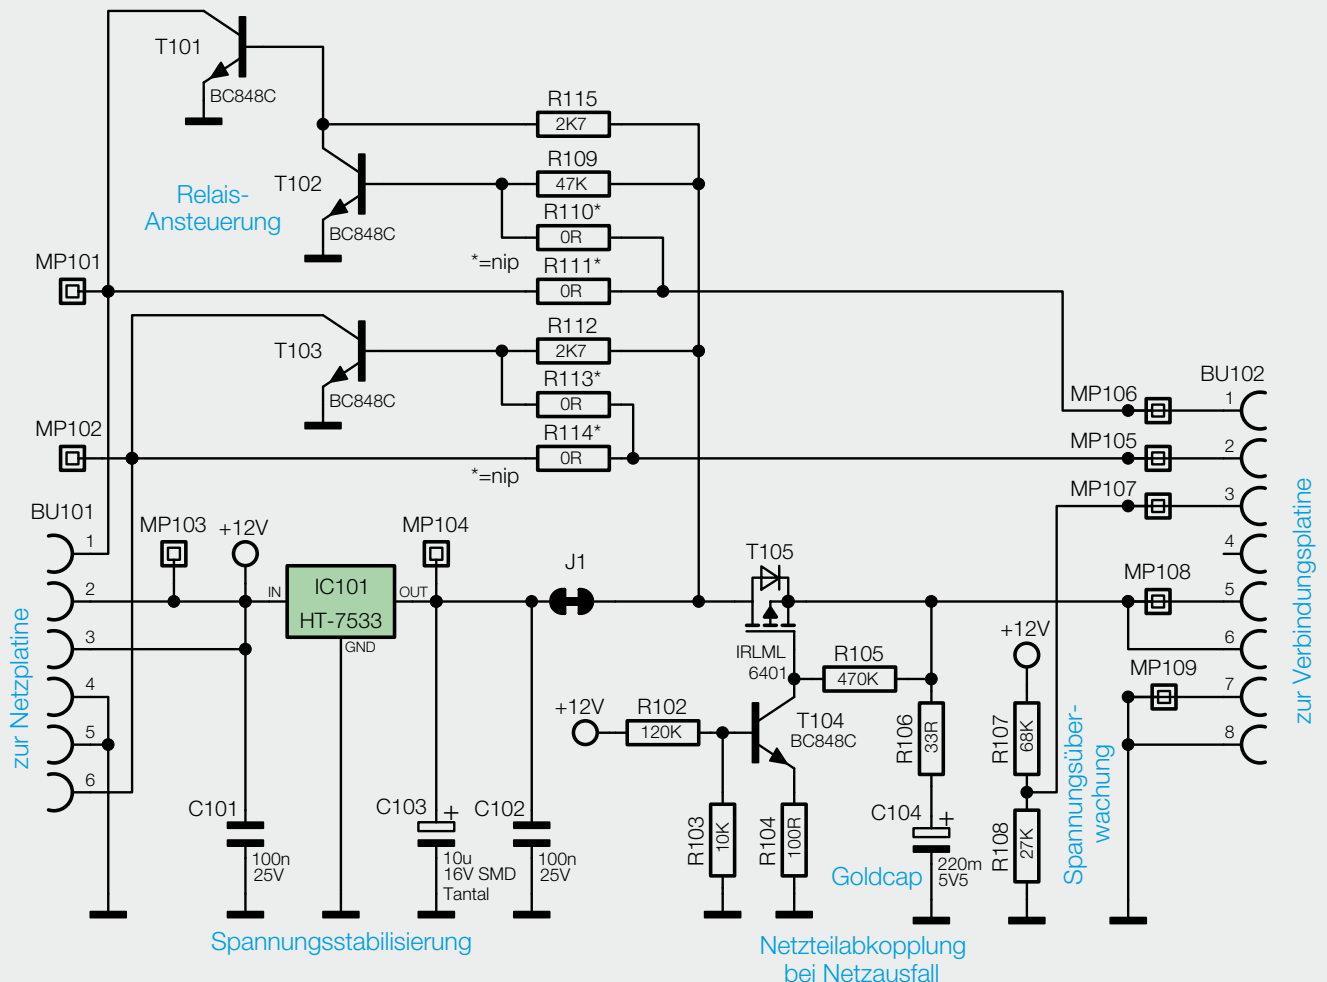 T101
BC848C
R115
2K7
T102
BC848C
Relais-
Ansteuerung
R109
47K
R110*
0R
*=nip
R111*
0R
MP101
T103
BC848C
R112
2K7
R113*
0R
R114*
0R
*=nip
MP102
BU101
1
2
3
4
5
6
zur Netzplatine
MP103
+12V
IN
IC101
HT-7533
OUT
GND
MP104
J1
C101
100n
25V
C103
+
10u
16V SMD
Tantal
C102
100n
25V
Spannungsstabilisierung
T105
IRLML
6401
R105
470K
+12V
R102
120K
T104
BC848C
R103
10K
R104
100R
R106
33R
C104
+
220m
5V5
Goldcap
Netzteilabkopplung
bei Netzausfall
+12V
R107
68K
R108
27K
Spannungsüber-
wachung
MP106
MP105
MP107
MP108
MP109
BU102
1
2
3
4
5
6
7
8
zur Verbindungsplatine